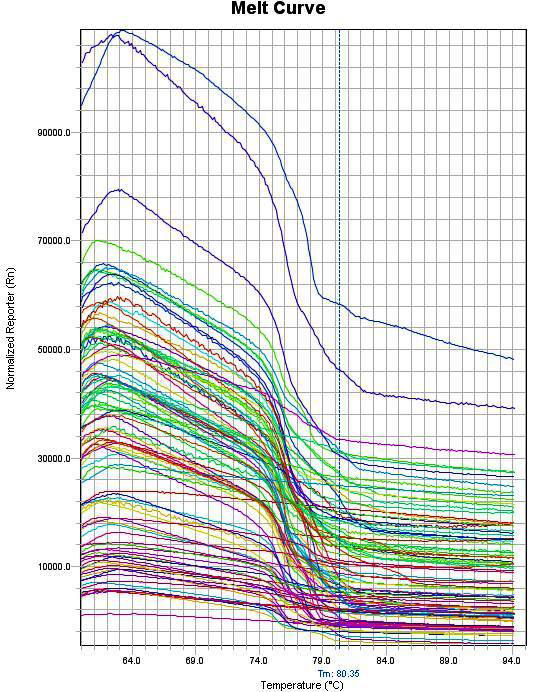 Melt Curve
Normalized Reporter (Rn)
90000.0
70000.0
50000.0
30000.0
10000.0
64.0 69.0 74.0 79.0 84.0 89.0 94.0
Tm: 80.35
Temperature (°C)